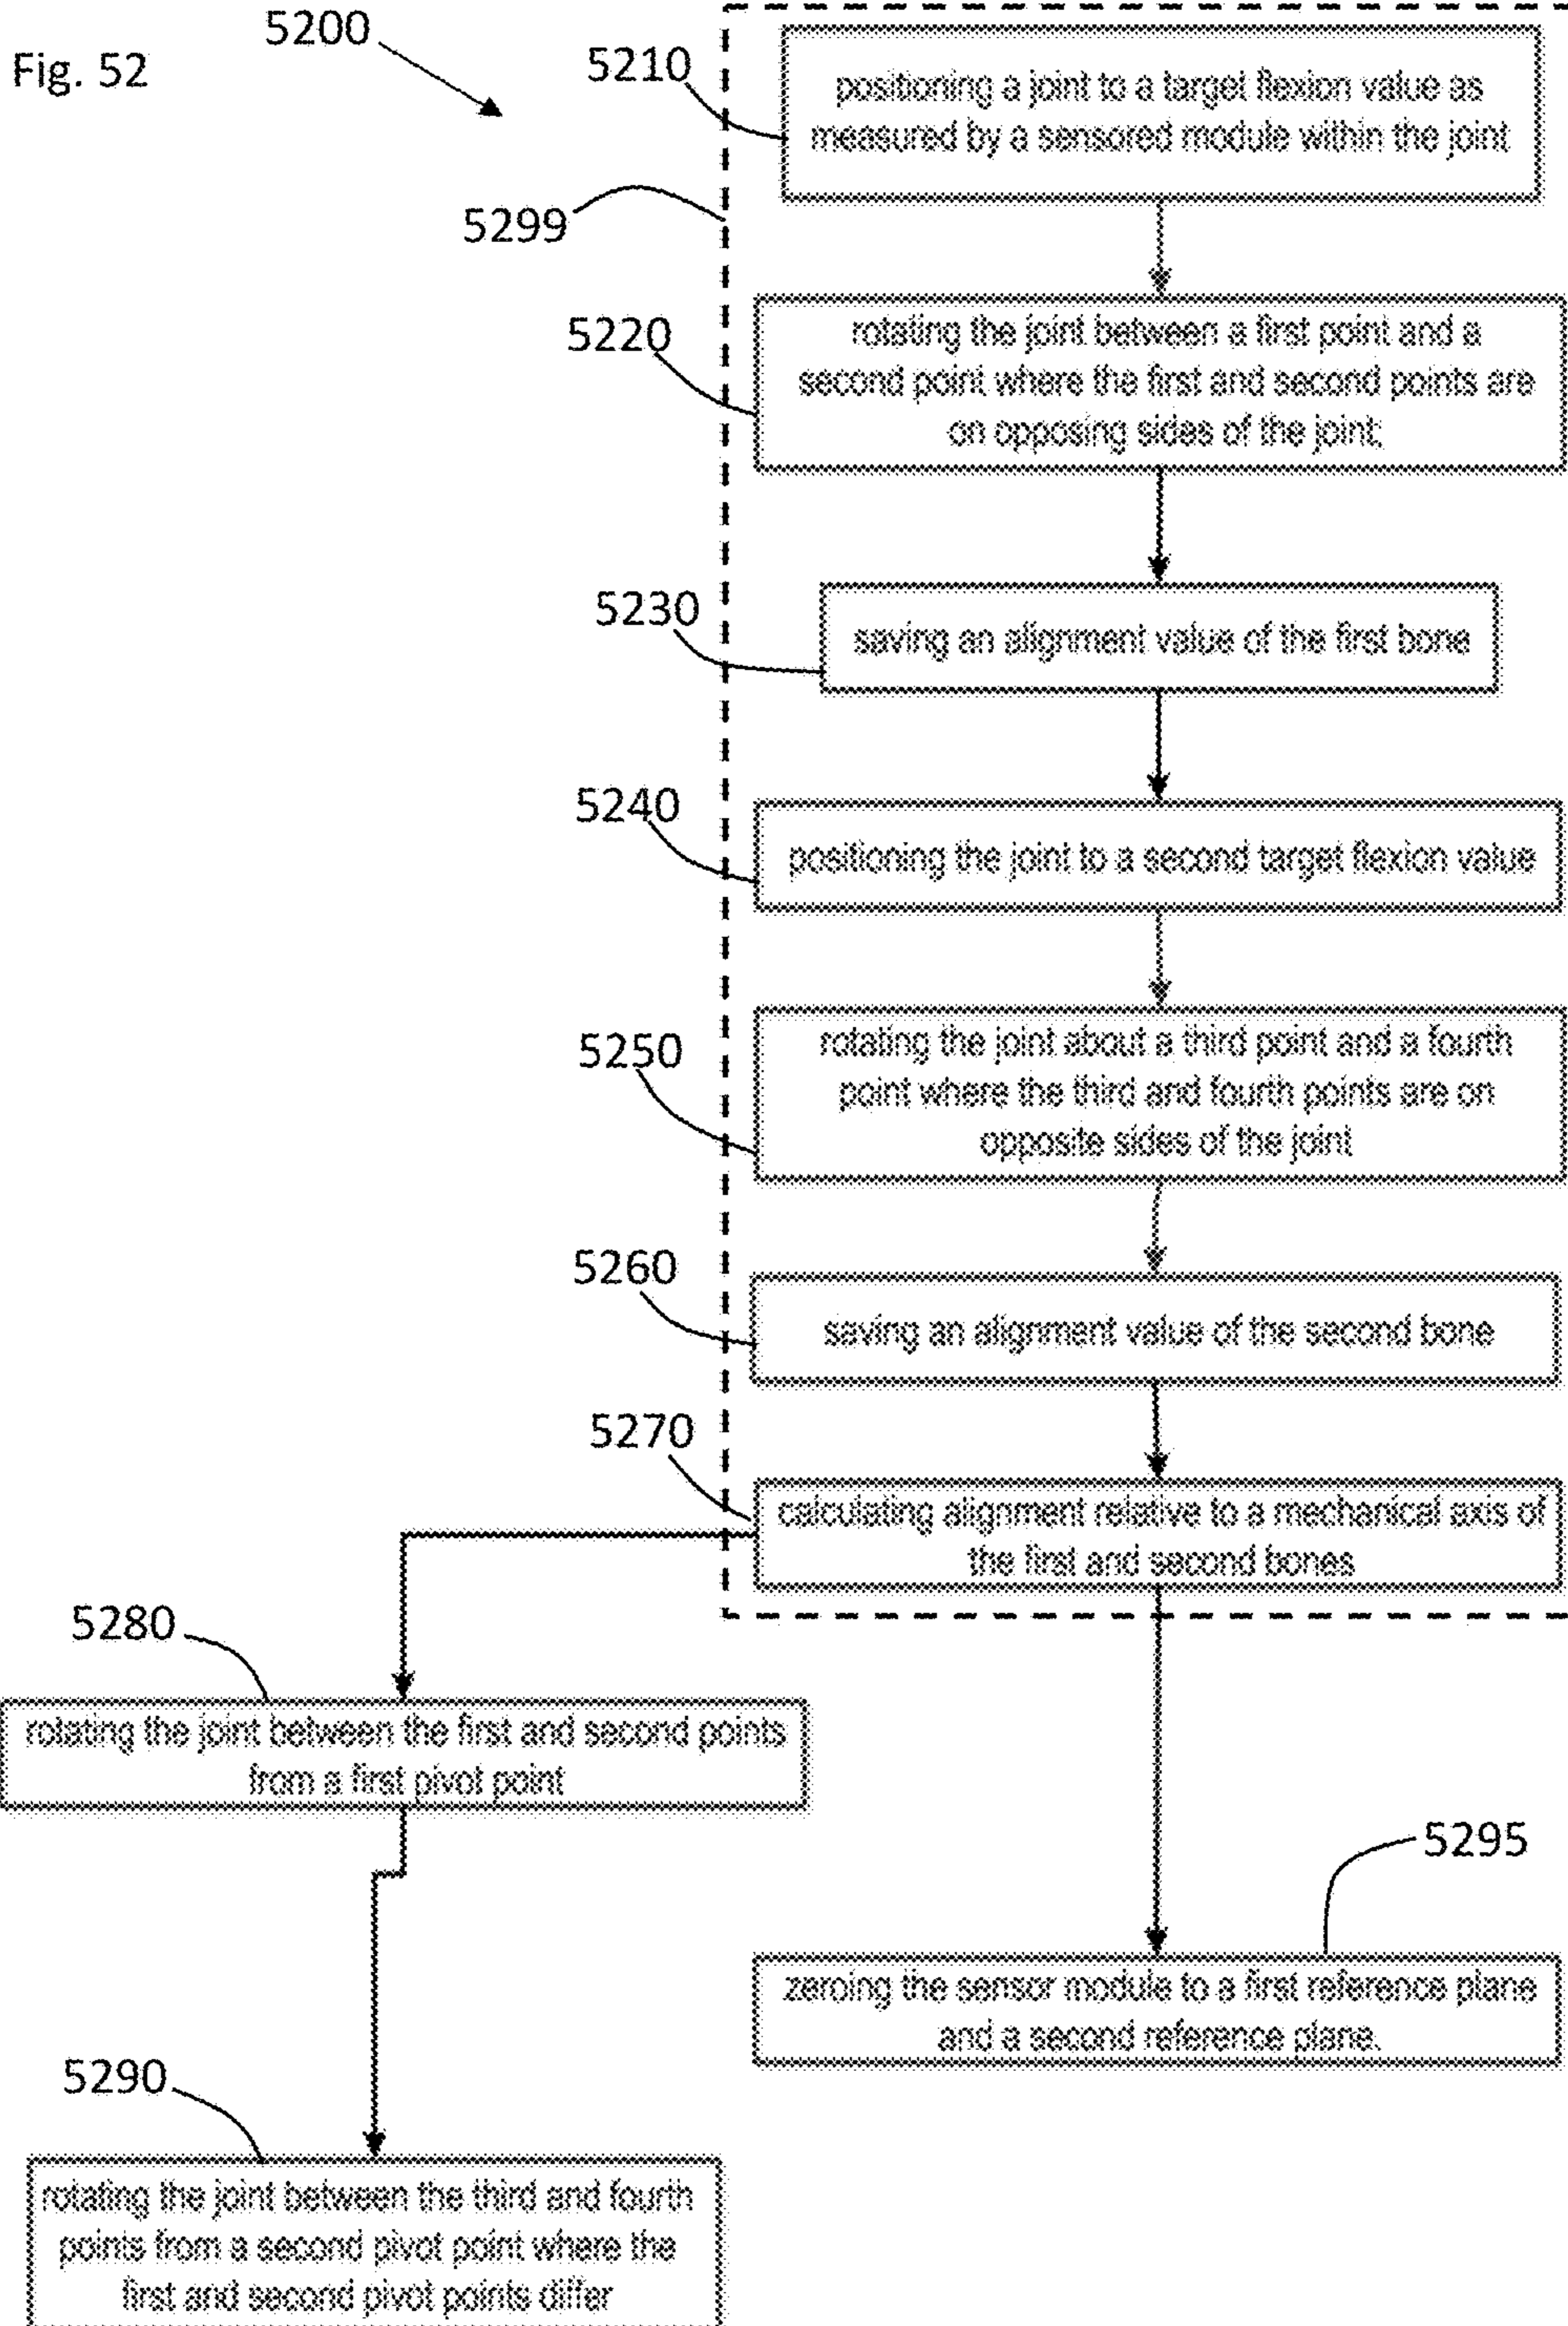 Fig. 52
5200
5210
positioning a joint to a target flexion value as
measured by a sensored module within the joint
5299
5220
rotating the joint between a first point and a
second point where the first and second points are
on opposing sides of the joint;
5230
saving an alignment value of the first bone
5240
positioning the joint to a second target flexion value
5250
rotating the joint about a third point and a fourth
point where the third and fourth points are on
opposite sides of the joint
5260
saving an alignment value of the second bone
5270
calculating alignment relative to a mechanical axis of
the first and second bones
5280
rotating the joint between the first and second points
from a first pivot point
5295
zeroing the sensor module to a first reference plane
and a second reference plane.
5290
rotating the joint between the third and fourth
points from a second pivot point where the
first and second pivot points differ